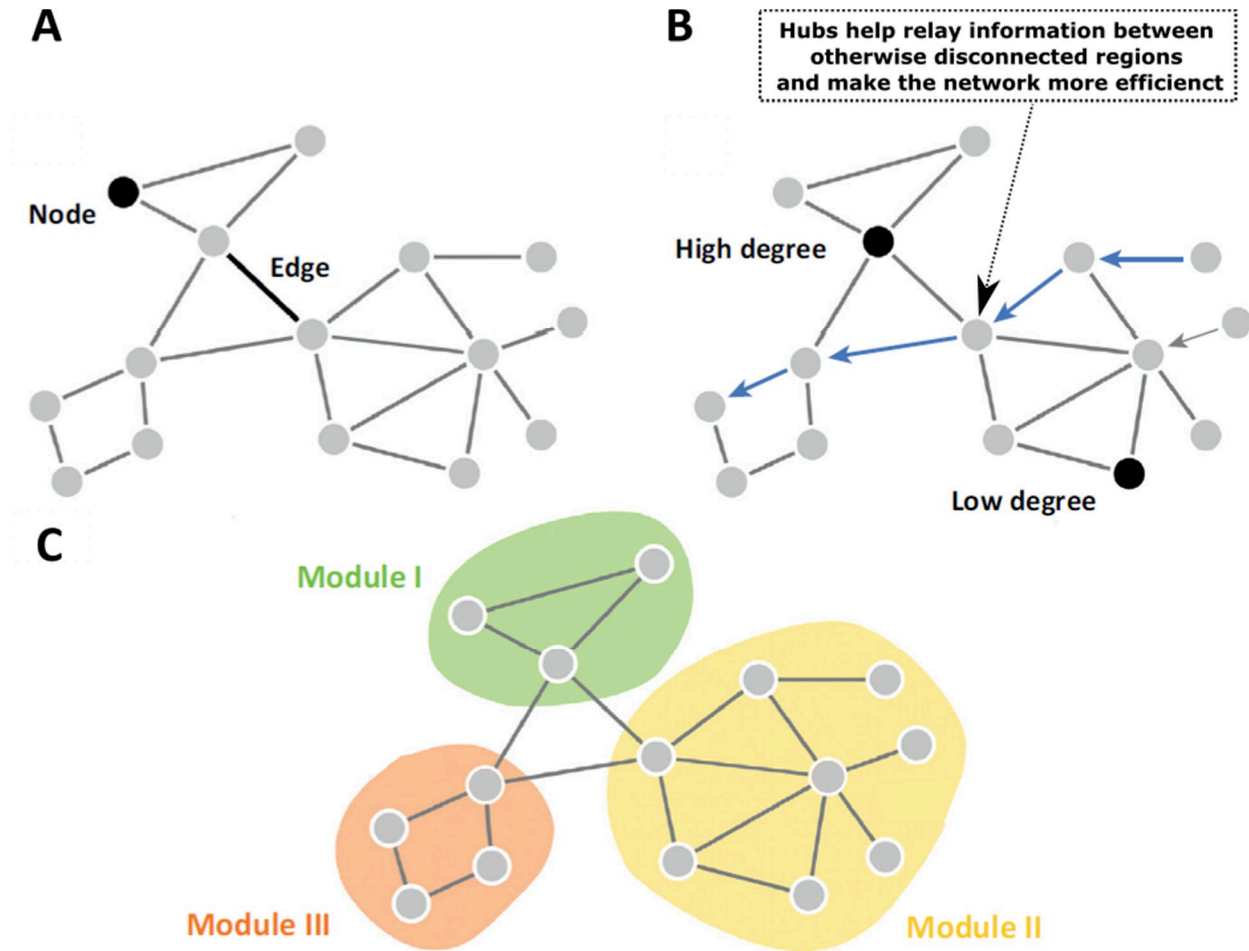 A
Node
Edge
B
Hubs help relay information between
otherwise disconnected regions
and make the network more efficienct
High degree
Low degree
C
Module I
Module III
Module II